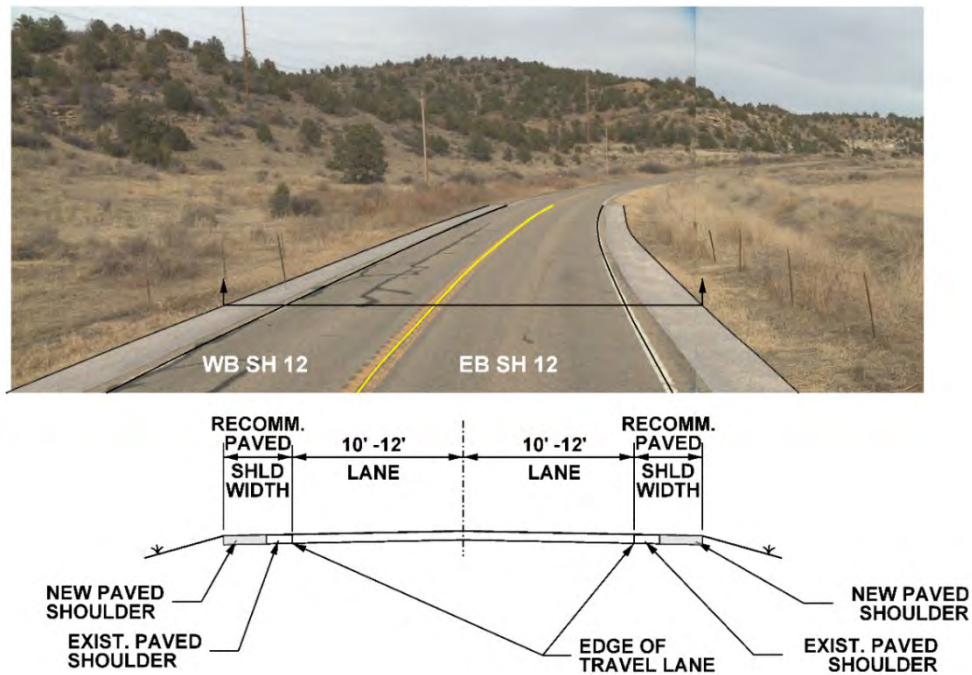 WB SH 12
EB SH 12
RECOMM.
PAVED
SHLD
WIDTH
10' -12'
LANE
10' -12'
LANE
RECOMM.
PAVED
SHLD
WIDTH
NEW PAVED
SHOULDER
EXIST. PAVED
SHOULDER
EDGE OF
TRAVEL LANE
NEW PAVED
SHOULDER
EXIST. PAVED
SHOULDER